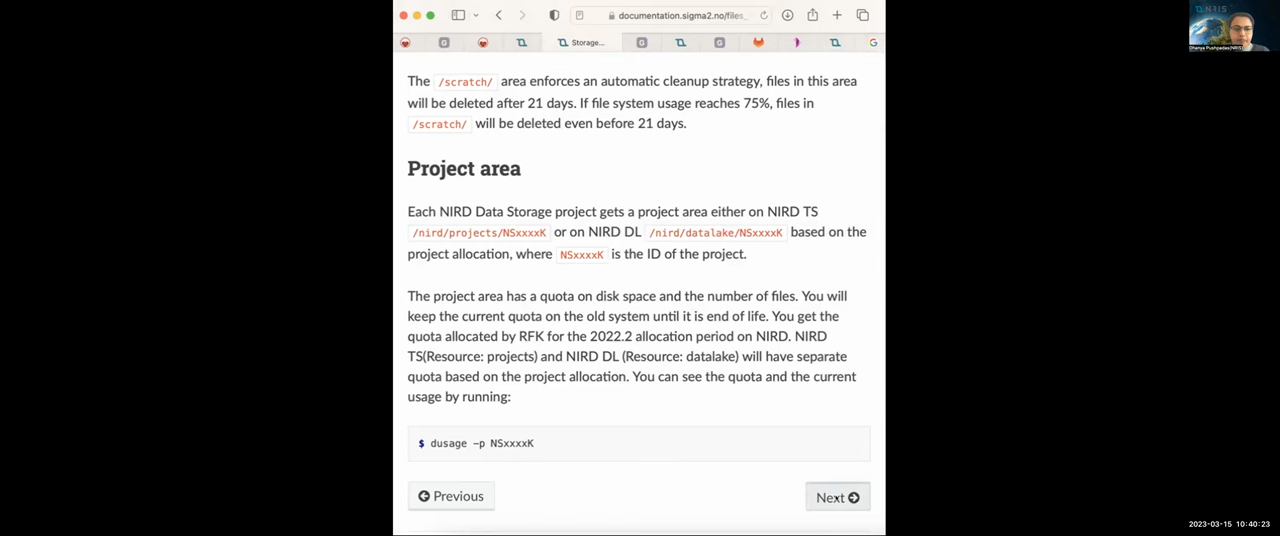 documentation.sigma2.no/files_
NRIS
Dhanya Pushpadas(NRIS)
Storage...
The /scratch/ area enforces an automatic cleanup strategy, files in this area
will be deleted after 21 days. If file system usage reaches 75%, files in
/scratch/ will be deleted even before 21 days.
Project area
Each NIRD Data Storage project gets a project area either on NIRD TS
/nird/projects/NSxxxxK or on NIRD DL /nird/datalake/NSxxxxK based on the
project allocation, where NSxxxxK is the ID of the project.
The project area has a quota on disk space and the number of files. You will
keep the current quota on the old system until it is end of life. You get the
quota allocated by RFK for the 2022.2 allocation period on NIRD. NIRD
TS(Resource: projects) and NIRD DL (Resource: datalake) will have separate
quota based on the project allocation. You can see the quota and the current
usage by running:
$ dusage -p NSxxxxK
Previous
Next
2023-03-15 10:40:23